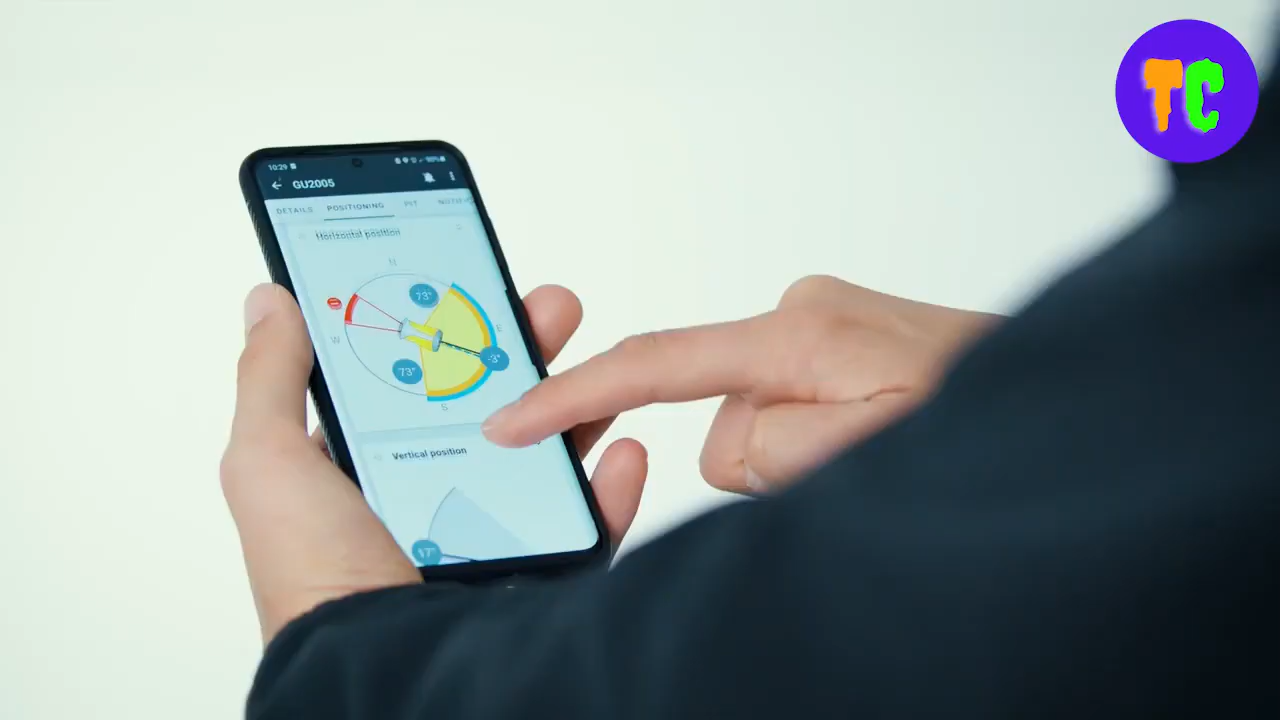 TC
10:29
GU2005
DETAILS POSITIONING PIT
Horizontal position
N
73°
E
W
-3°
73°
S
Vertical position
17°